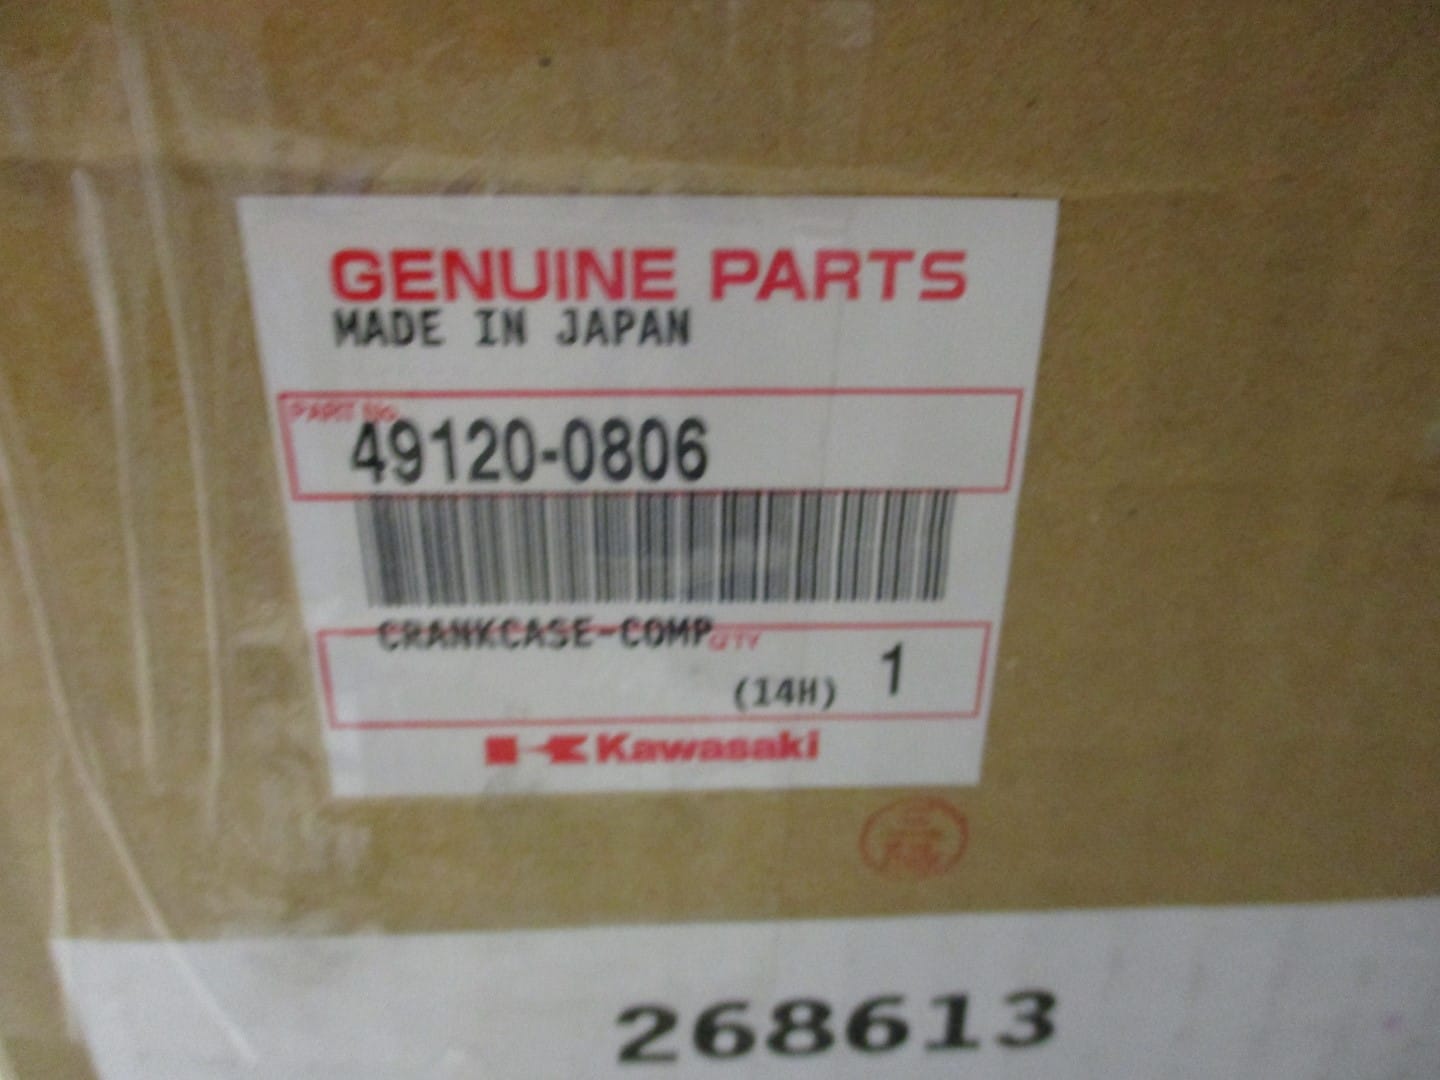 GENUINE PARTS
MADE IN JAPAN
PART No.
49120-0806
CRANKCASE-COMP
QTY
(14H) 1
Kawasaki
268613